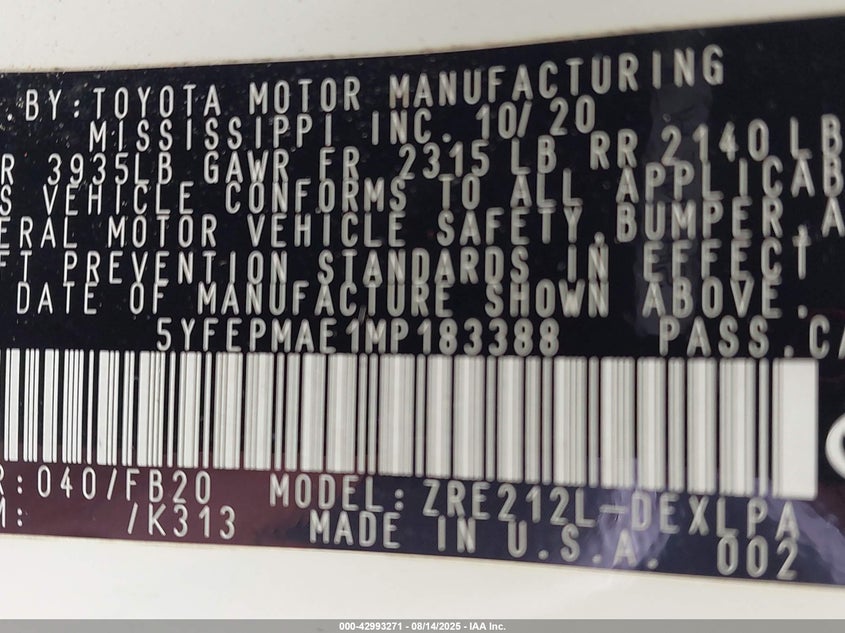 . BY: TOYOTA MOTOR MANUFACTURING
MISSISSIPPI INC. 10/20
R 3935LB GAWR FR 2315 LB RR 2140 LB
S VEHICLE CONFORMS TO ALL APPLICAB
ERAL MOTOR VEHICLE SAFETY, BUMPER, A
FT PREVENTION STANDARDS IN EFFECT
DATE OF MANUFACTURE SHOWN ABOVE.
5YFEPMAE1MP183388 PASS. CA
R: 040/FB20 MODEL: ZRE212L-DEXLPA
M: /K313 MADE IN U.S.A. 002
000-42993271 - 08/14/2025 - IAA Inc.